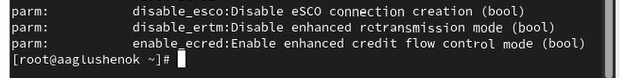 parm: disable_esco:Disable eSCO connection creation (bool)
parm: disable_ertm:Disable enhanced retransmission mode (bool)
parm: enable_ecred:Enable enhanced credit flow control mode (bool)
[root@aaglushenok ~]#